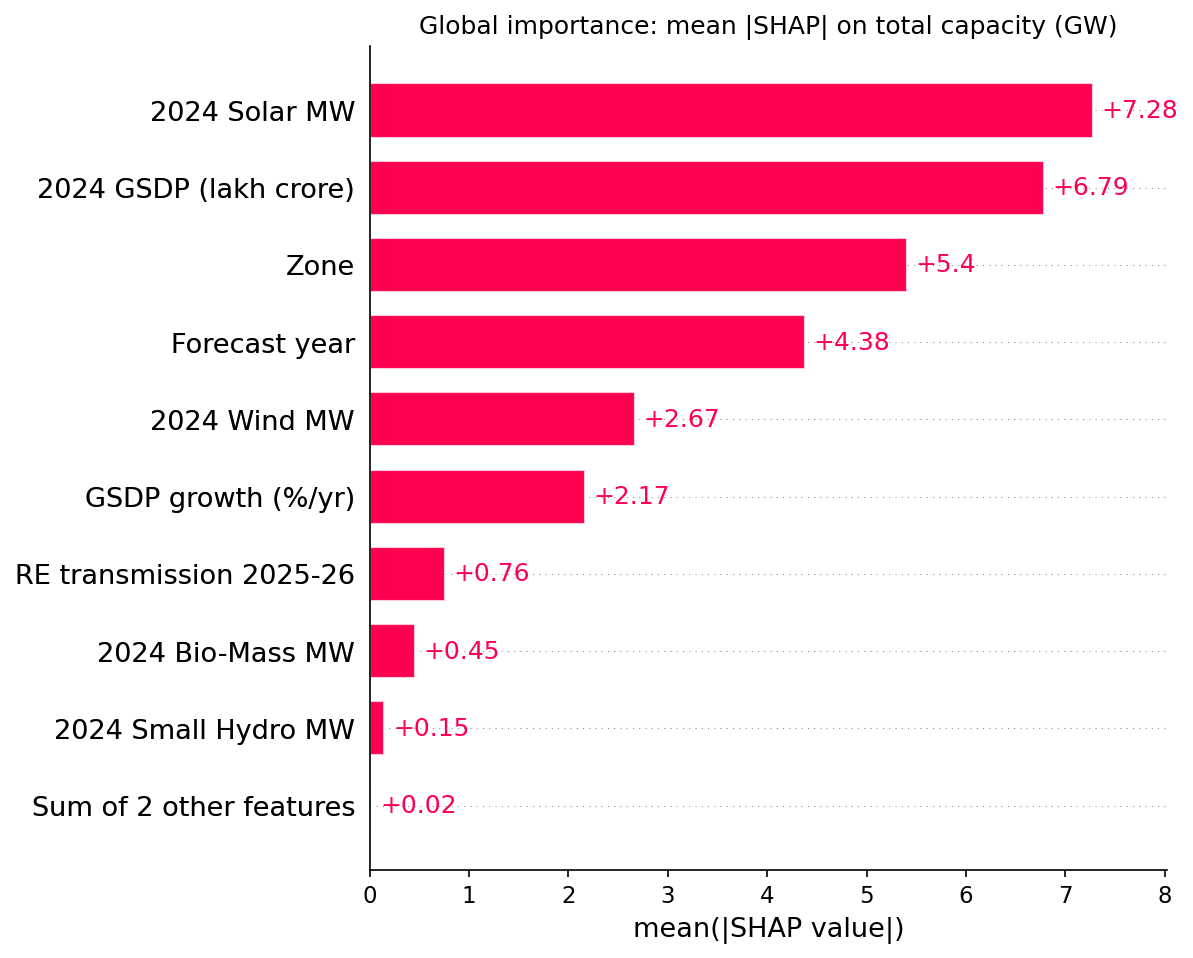 Global importance: mean |SHAP| on total capacity (GW)
2024 Solar MW +7.28
2024 GSDP (lakh crore) +6.79
Zone +5.4
Forecast year +4.38
2024 Wind MW +2.67
GSDP growth (%/yr) +2.17
RE transmission 2025-26 +0.76
2024 Bio-Mass MW +0.45
2024 Small Hydro MW +0.15
Sum of 2 other features +0.02
0 1 2 3 4 5 6 7 8
mean(|SHAP value|)